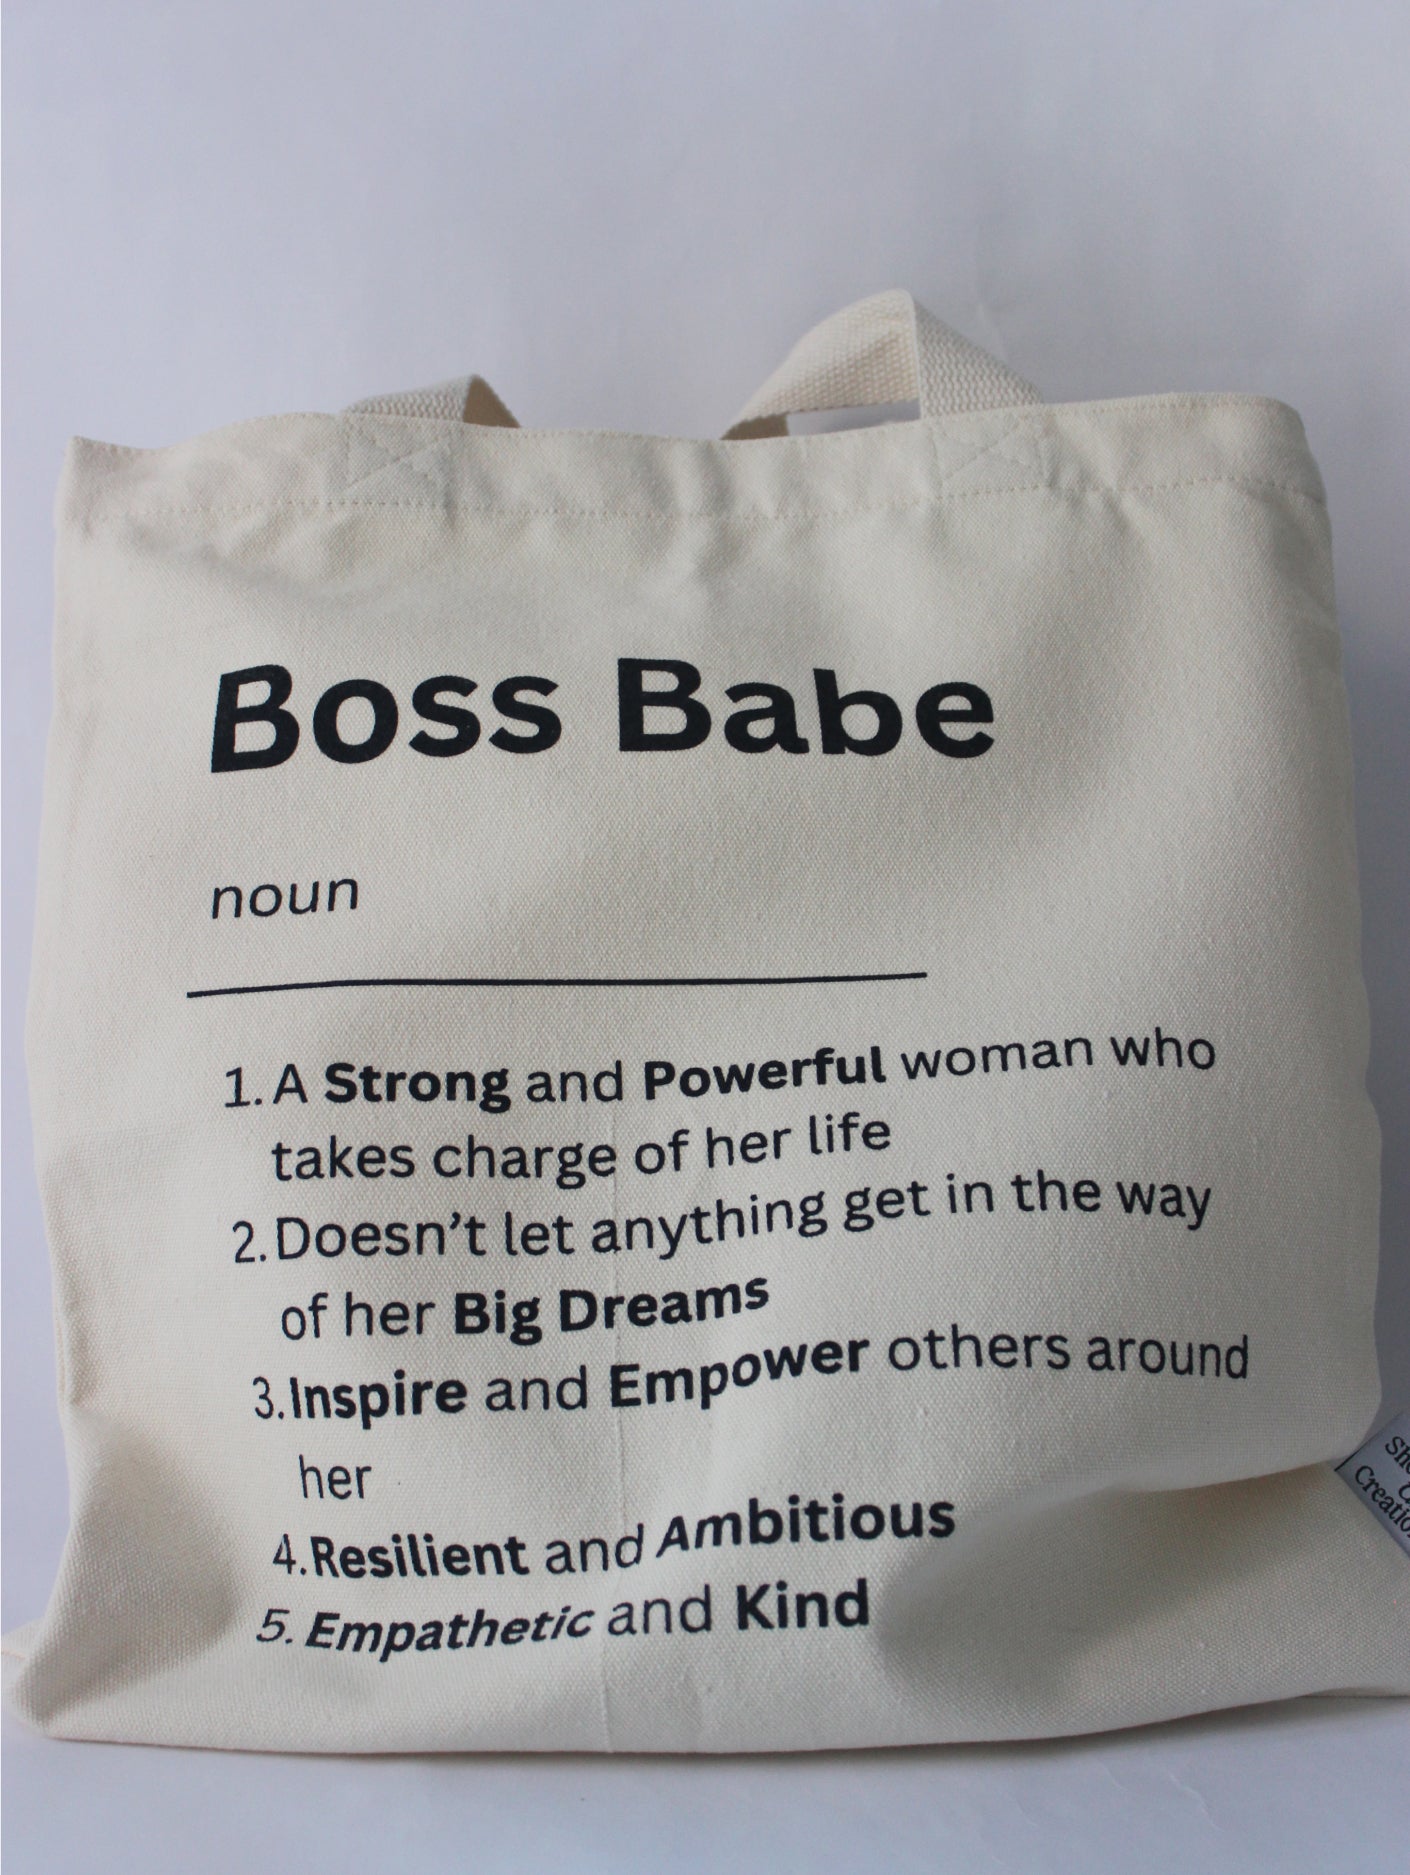 Boss Babe
noun
1. A Strong and Powerful woman who
takes charge of her life
2. Doesn't let anything get in the way
of her Big Dreams
3. Inspire and Empower others around
her
4. Resilient and Ambitious
5. Empathetic and Kind